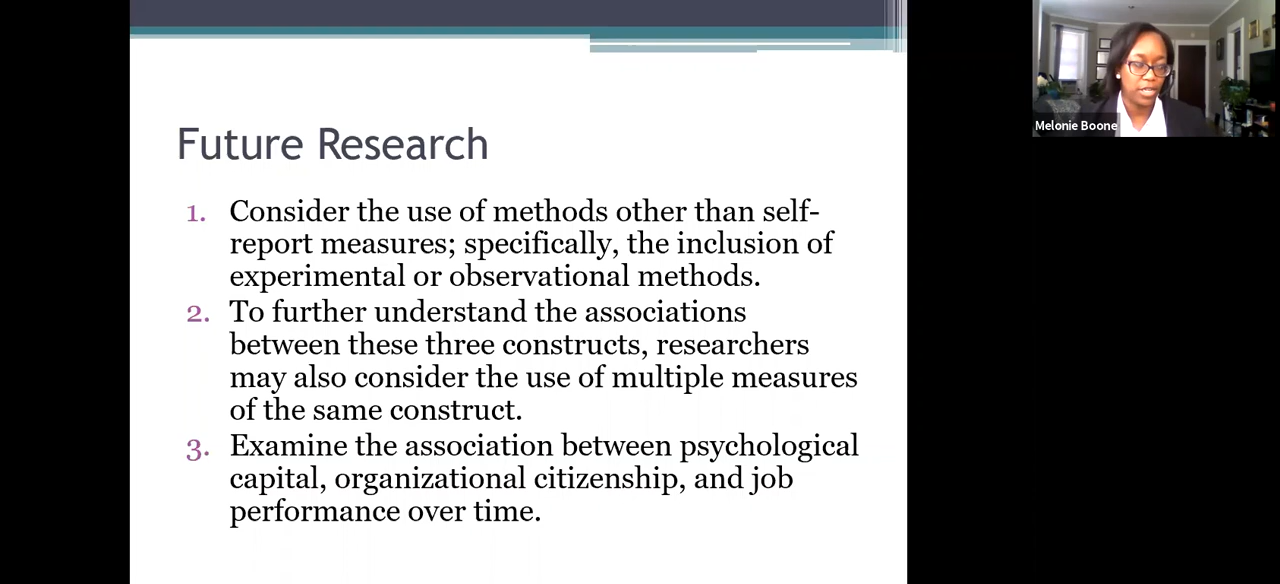 Future Research
1. Consider the use of methods other than self-
report measures; specifically, the inclusion of
experimental or observational methods.
2. To further understand the associations
between these three constructs, researchers
may also consider the use of multiple measures
of the same construct.
3. Examine the association between psychological
capital, organizational citizenship, and job
performance over time.
Melonie Boone